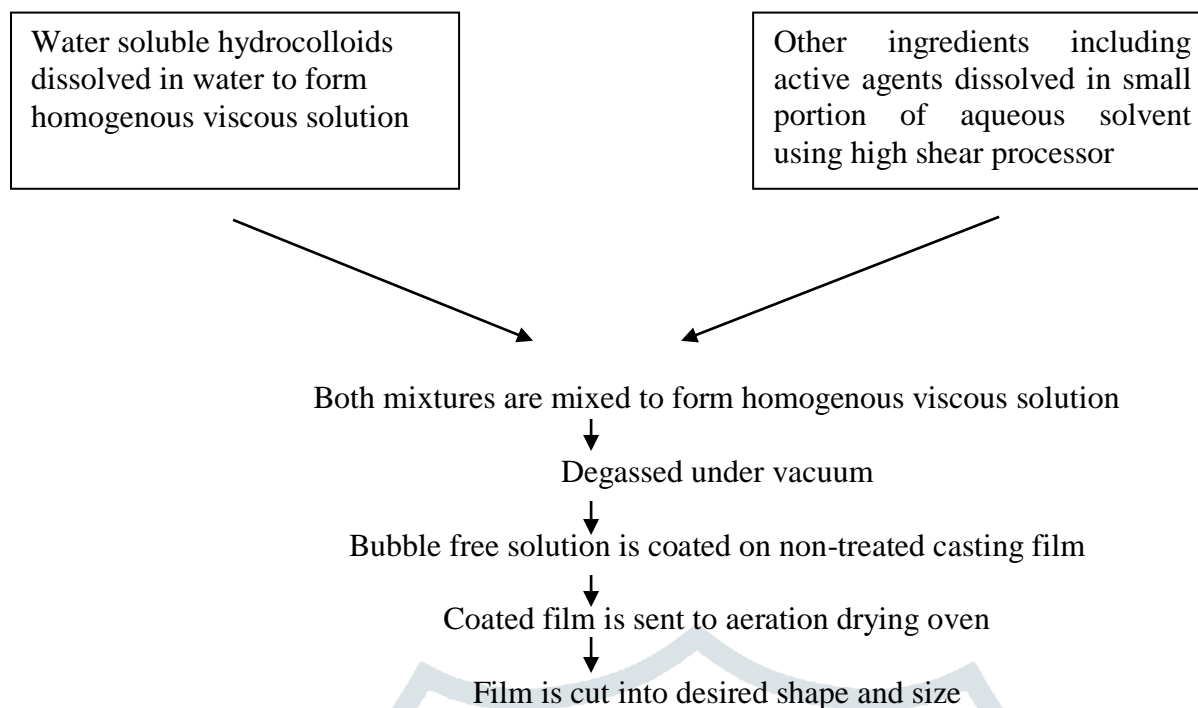 Water soluble hydrocolloids
dissolved in water to form
homogenous viscous solution
Other ingredients including
active agents dissolved in small
portion of aqueous solvent
using high shear processor
Both mixtures are mixed to form homogenous viscous solution
Degassed under vacuum
Bubble free solution is coated on non-treated casting film
Coated film is sent to aeration drying oven
Film is cut into desired shape and size